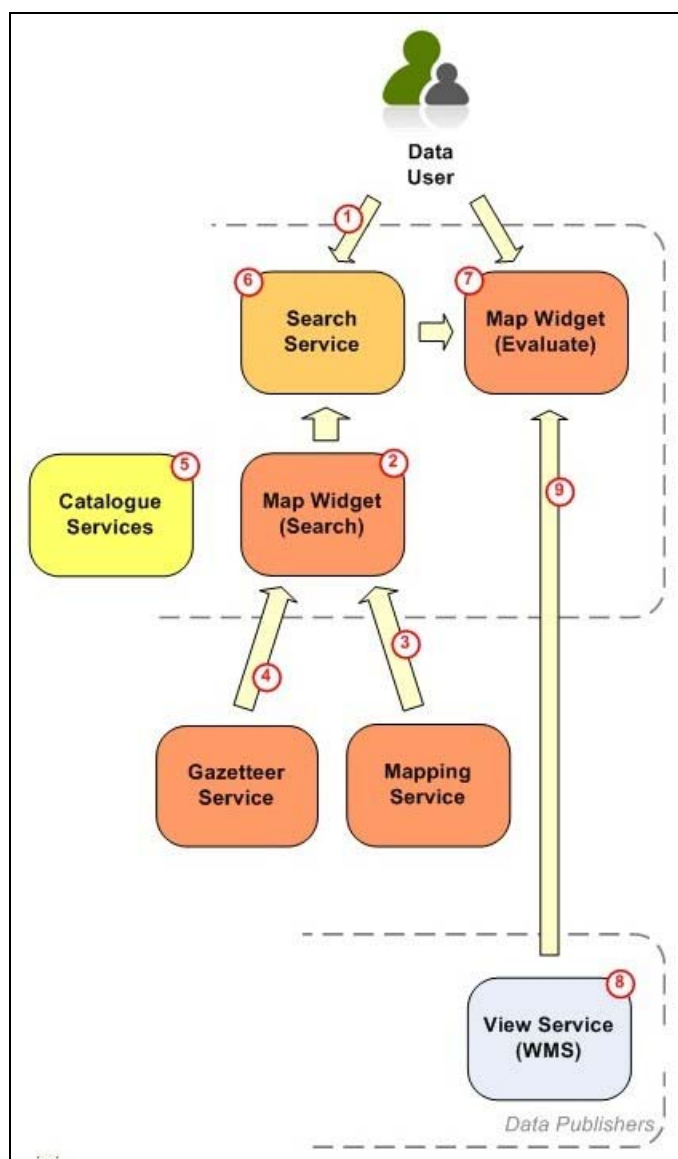 Data
User
1
6
Search
Service
7
Map Widget
(Evaluate)
5
Catalogue
Services
2
Map Widget
(Search)
9
4
3
Gazetteer
Service
Mapping
Service
8
View Service
(WMS)
Data Publishers